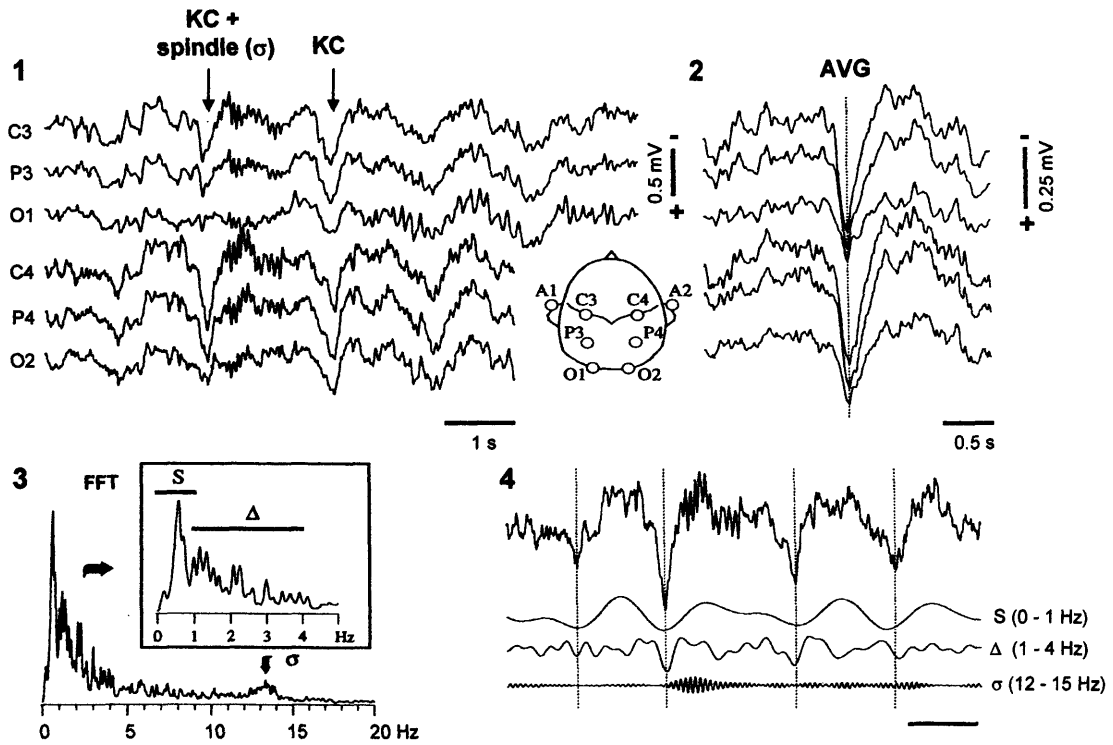 KC +
spindle (σ)
KC
1
C3
P3
O1
C4
P4
O2
1 s
2
AVG
-
0.5 mV
+
-
0.25 mV
+
0.5 s
A1
C3
C4
A2
P3
P4
O1
O2
3
FFT
S
Δ
0 1 2 3 4 Hz
σ
0 5 10 15 20 Hz
4
S (0 - 1 Hz)
Δ (1 - 4 Hz)
σ (12 - 15 Hz)